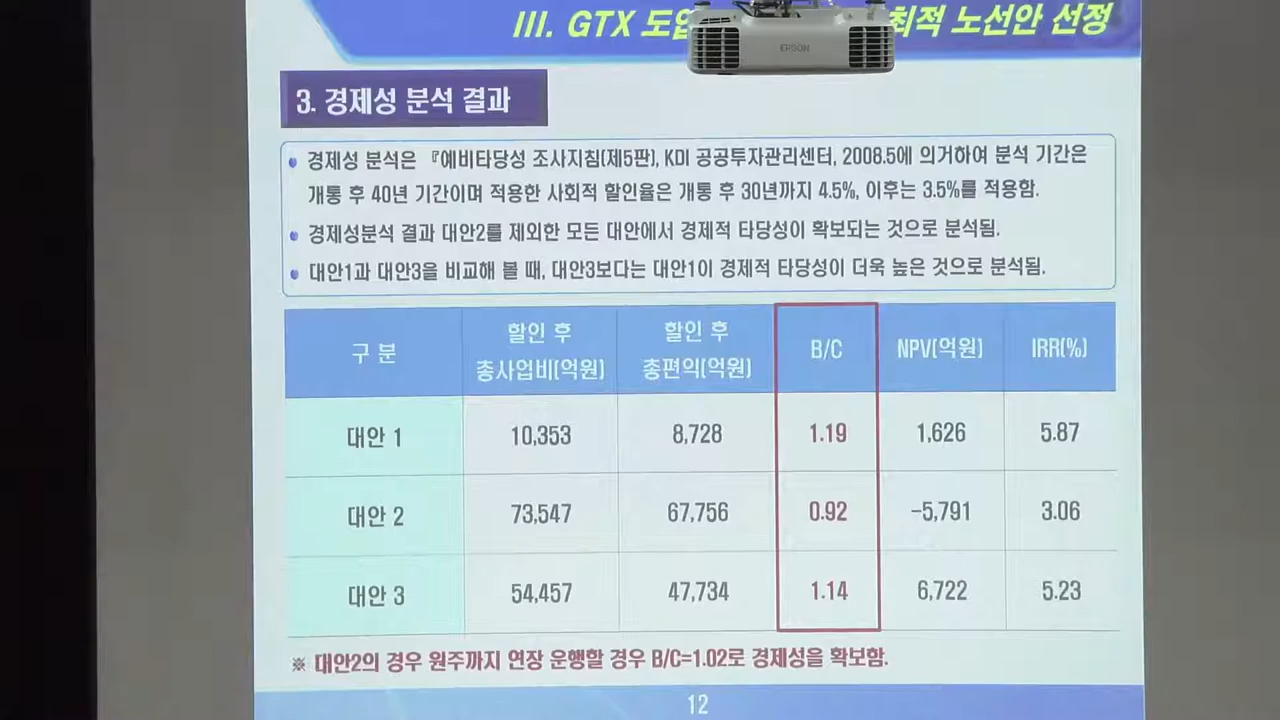 III. GTX 도입 최적 노선안 선정
EPSON
3. 경제성 분석 결과
경제성 분석은 『예비타당성 조사지침(제5판), KDI 공공투자관리센터, 2008.5에 의거하여 분석 기간은
개통 후 40년 기간이며 적용한 사회적 할인율은 개통 후 30년까지 4.5%, 이후는 3.5%를 적용함.
경제성분석 결과 대안2를 제외한 모든 대안에서 경제적 타당성이 확보되는 것으로 분석됨.
대안1과 대안3을 비교해 볼 때, 대안3보다는 대안1이 경제적 타당성이 더욱 높은 것으로 분석됨.
구 분 할인 후 총사업비(억원) 할인 후 총편익(억원) B/C NPV(억원) IRR(%)
대안 1 10,353 8,728 1.19 1,626 5.87
대안 2 73,547 67,756 0.92 -5,791 3.06
대안 3 54,457 47,734 1.14 6,722 5.23
※ 대안2의 경우 원주까지 연장 운행할 경우 B/C=1.02로 경제성을 확보함.
12